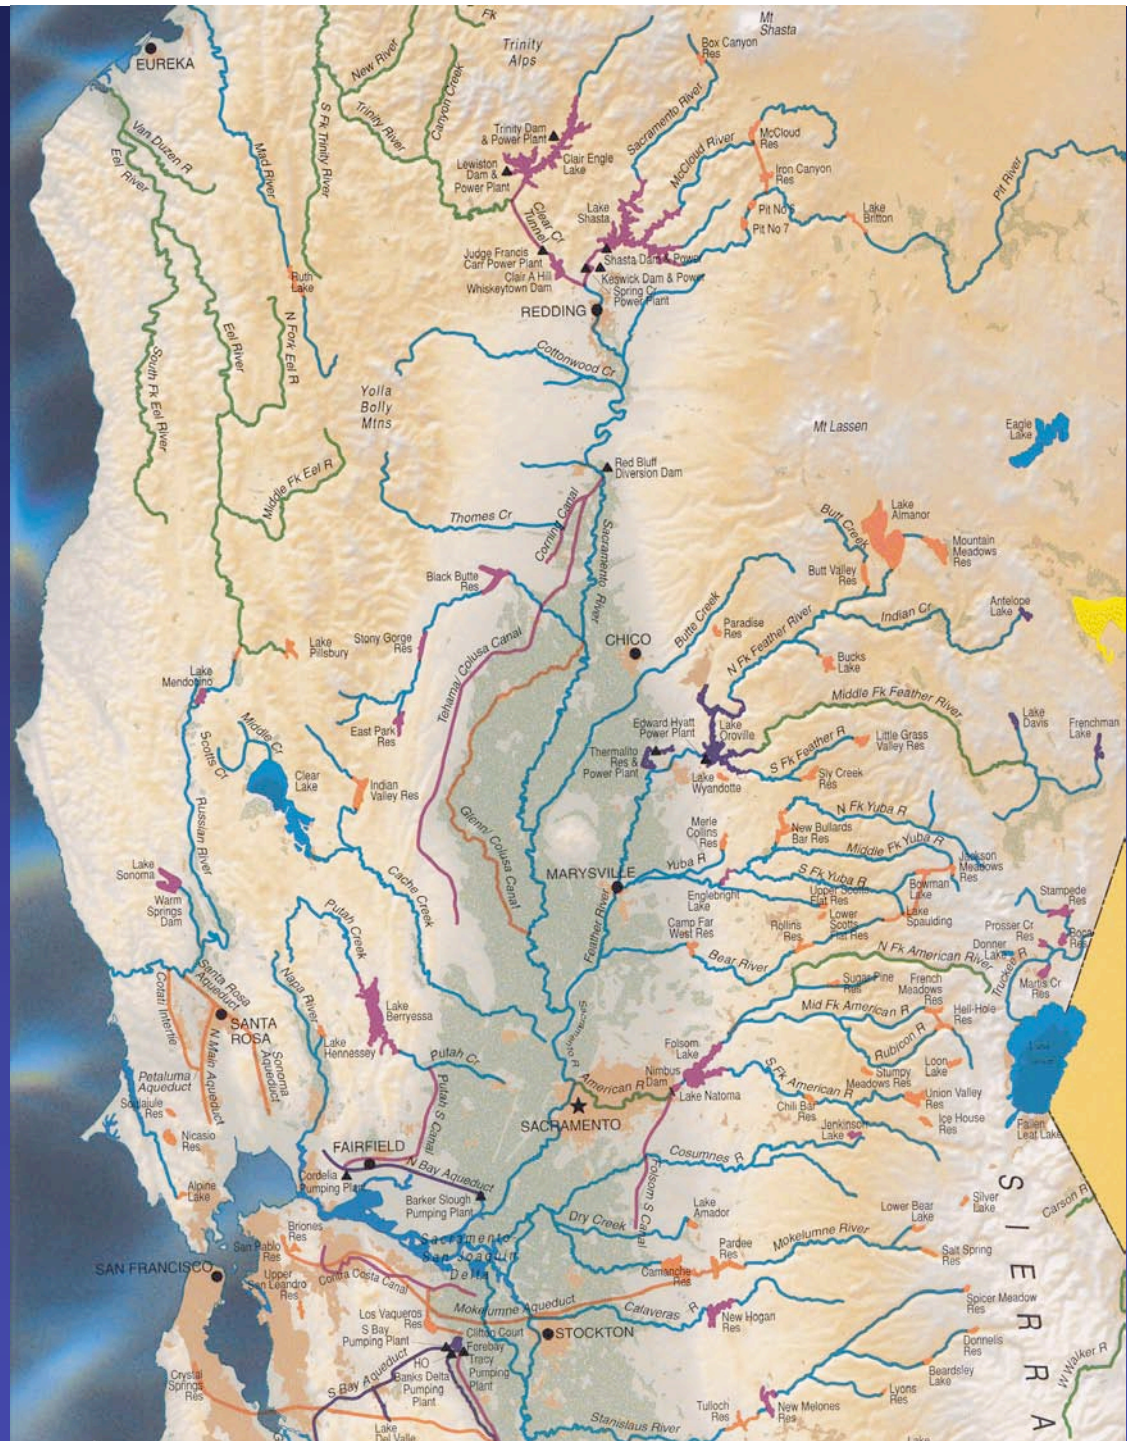 Fk
Mt
Shasta
Trinity
Alps
Box Canyon
Res
EUREKA
New River
Canyon Creek
Trinity River
S Fk Trinity River
Van Duzen R
Eel River
Mad River
Trinity Dam
& Power Plant
Lewiston
Dam &
Power Plant
Clair Engle
Lake
Sacramento River
McCloud River
McCloud
Res
Iron Canyon
Res
Pit River
Lake
Shasta
Pit No 6
Pit No 7
Lake
Britton
Clear Cr
Tunnel
Judge Francis
Carr Power Plant
Clair A Hill
Whiskeytown Dam
Shasta Dam & Power
Keswick Dam & Power
Spring Cr
Power Plant
REDDING
Ruth
Lake
N Fork Eel R
Eel River
South Fk Eel River
Cottonwood Cr
Yolla
Bolly
Mtns
Mt Lassen
Eagle
Lake
Middle Fk Eel R
Red Bluff
Diversion Dam
Thomes Cr
Corning Canal
Sacramento River
Butt Creek
Lake
Almanor
Mountain
Meadows
Res
Butt Valley
Res
Black Butte
Res
Butte Creek
Indian Cr
Antelope
Lake
Paradise
Res
N Fk Feather River
CHICO
Bucks
Lake
Lake
Pillsbury
Stony Gorge
Res
Tehama/ Colusa Canal
Lake
Mendocino
East Park
Res
Middle Cr
Scotts Cr
Middle Fk Feather River
Edward Hyatt
Power Plant
Lake
Oroville
Thermalito
Res &
Power Plant
S Fk Feather R
Little Grass
Valley Res
Lake
Davis
Frenchman
Lake
Lake
Wyandotte
Sly Creek
Res
Clear
Lake
Indian
Valley Res
Russian River
Glenn/ Colusa Canal
Merle
Collins
Res
New Bullards
Bar Res
N Fk Yuba R
Middle Fk Yuba R
Jackson
Meadows
Res
MARYSVILLE
Yuba R
S Fk Yuba R
Bowman
Lake
Lake
Sonoma
Warm
Springs
Dam
Cache Creek
Putah Creek
Englebright
Lake
Upper Scotts
Flat Res
Lower
Scotts
Flat Res
Lake
Spaulding
Stampede
Res
Prosser Cr
Res
Boca
Res
Donner
Lake
Truckee R
Martis Cr
Res
Camp Far
West Res
Rollins
Res
Feather River
Bear River
N Fk American River
Santa Rosa
Aqueduct
Cotati Intertie
SANTA
ROSA
Napa River
Lake
Berryessa
Sacramento R
Sugar Pine
Res
French
Meadows
Res
Mid Fk American R
Hell-Hole
Res
Rubicon R
Lake
Hennessey
Putah Cr
N Main Aqueduct
Sonoma
Aqueduct
Petaluma
Aqueduct
Soulajule
Res
Nicasio
Res
Folsom
Lake
Nimbus
Dam
American R
Lake Natoma
S Fk American R
Stumpy
Meadows Res
Loon
Lake
Union Valley
Res
Chili Bar
Res
Ice House
Res
Jenkinson
Lake
Fallen
Leaf Lake
SACRAMENTO
Putah S Canal
FAIRFIELD
Cordelia
Pumping Plant
N Bay Aqueduct
Barker Slough
Pumping Plant
Alpine
Lake
Cosumnes R
Folsom S Canal
SIERRA
Carson R
Dry Creek
Lake
Amador
Lower Bear
Lake
Silver
Lake
Briones
Res
San Pablo
Res
Sacramento-
San Joaquin
Delta
Pardee
Res
Mokelumne River
Salt Spring
Res
Camanche
Res
SAN FRANCISCO
Upper
San Leandro
Res
Contra Costa Canal
Mokelumne Aqueduct
Calaveras R
New Hogan
Res
Spicer Meadow
Res
Los Vaqueros
Res
S Bay
Pumping Plant
Clifton Court
Forebay
STOCKTON
Tracy
Pumping
Plant
HO
Banks Delta
Pumping
Plant
Donnells
Res
W Walker R
Crystal
Springs
Res
S Bay Aqueduct
Beardsley
Lake
Lyons
Res
Tulloch
Res
New Melones
Res
Stanislaus River
Lake
Del Valle
Lake